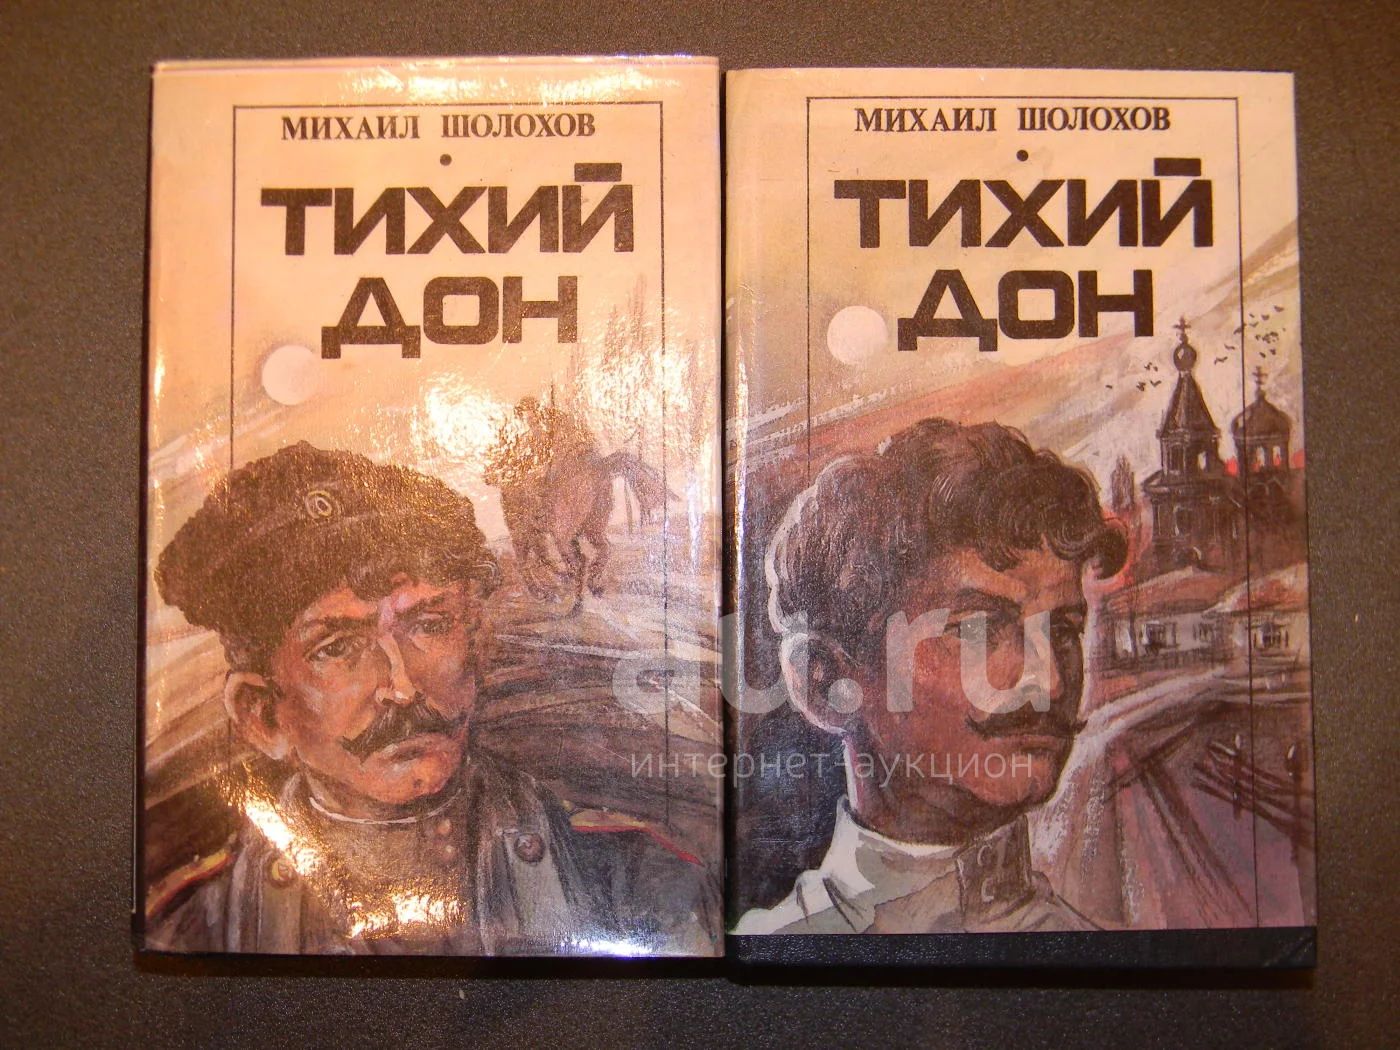 МИХАИЛ ШОЛОХОВ
ТИХИЙ
ДОН
МИХАИЛ ШОЛОХОВ
ТИХИЙ
ДОН
au.ru
интернет-аукцион